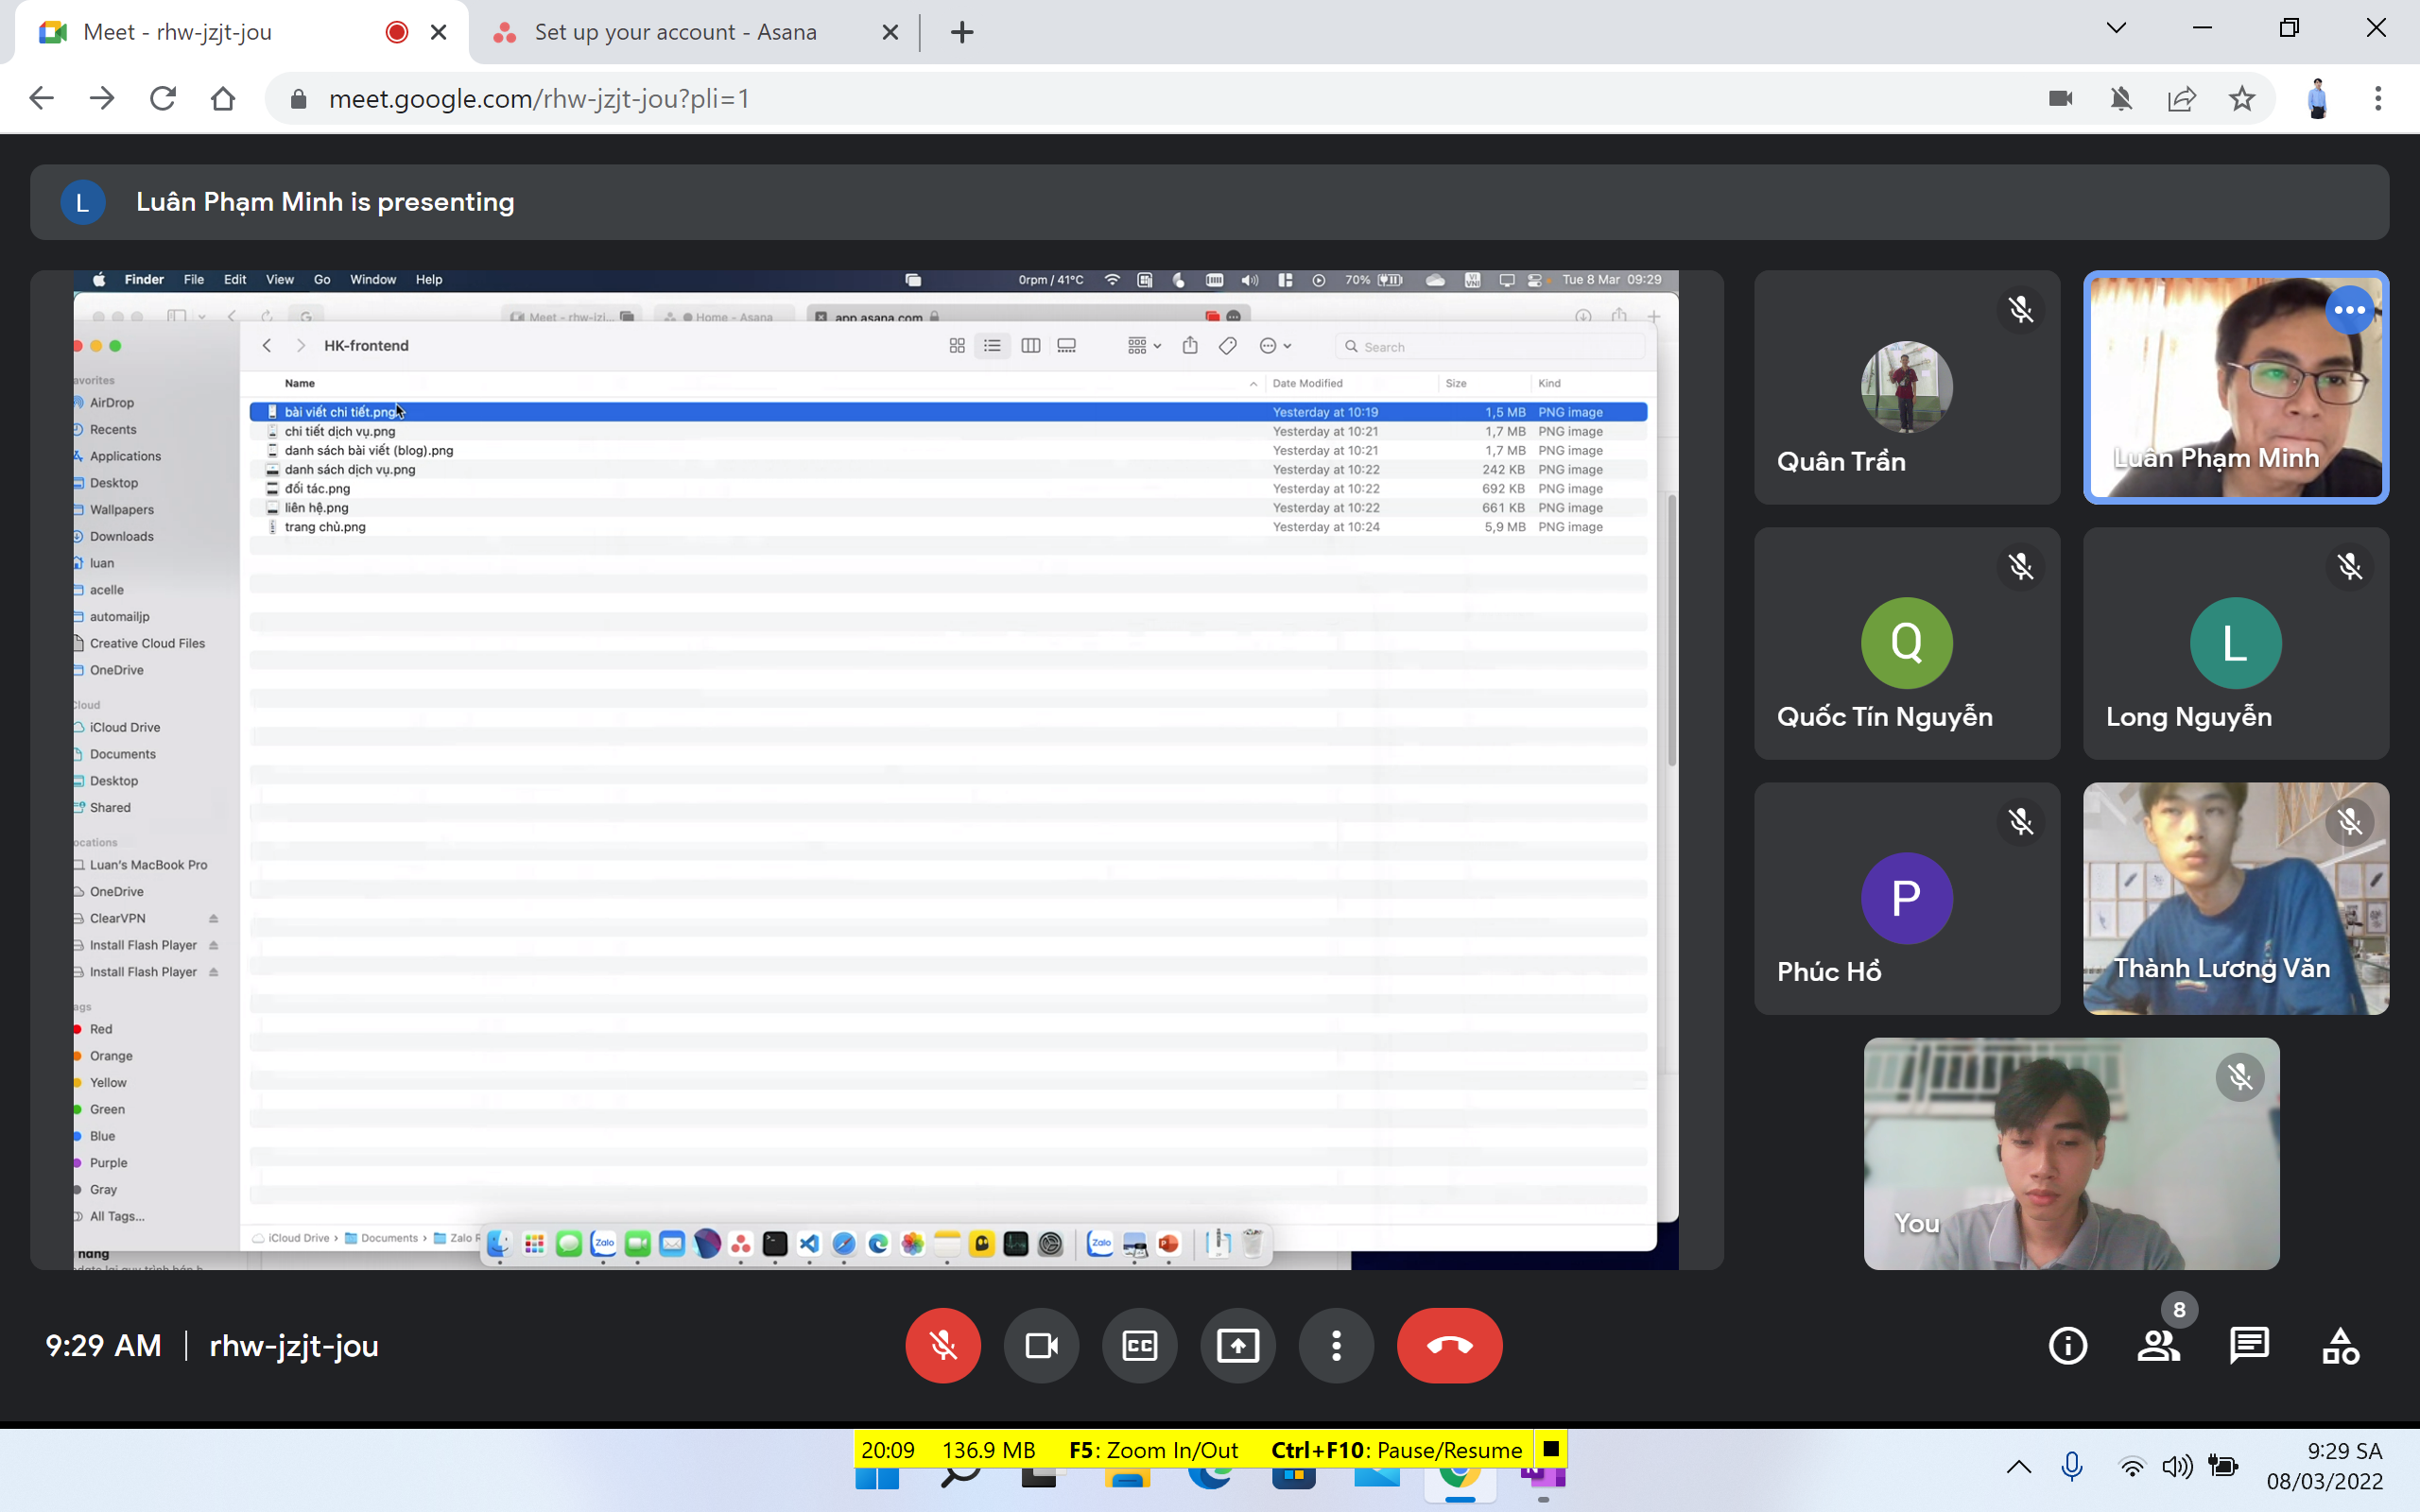 Meet - rhw-jzjt-jou
Set up your account - Asana
meet.google.com/rhw-jzjt-jou?pli=1
L
Luân Phạm Minh is presenting
Finder File Edit View Go Window Help
0rpm / 41°C
70%
Tue 8 Mar 09:29
Meet - rhw-jzj...
Home - Asana
app.asana.com
HK-frontend
Search
Name
Date Modified
Size
Kind
bài viết chi tiết.png Yesterday at 10:19 1,5 MB PNG image
chi tiết dịch vụ.png Yesterday at 10:21 1,7 MB PNG image
danh sách bài viết (blog).png Yesterday at 10:21 1,7 MB PNG image
danh sách dịch vụ.png Yesterday at 10:22 242 KB PNG image
đối tác.png Yesterday at 10:22 692 KB PNG image
liên hệ.png Yesterday at 10:22 661 KB PNG image
trang chủ.png Yesterday at 10:24 5,9 MB PNG image
avorites
AirDrop
Recents
Applications
Desktop
Wallpapers
Downloads
luan
acelle
automailjp
Creative Cloud Files
OneDrive
Cloud
iCloud Drive
Documents
Desktop
Shared
ocations
Luan's MacBook Pro
OneDrive
ClearVPN
Install Flash Player
Install Flash Player
ags
Red
Orange
Yellow
Green
Blue
Purple
Gray
All Tags...
iCloud Drive › Documents › Zalo R
Zalo
Zalo
hàng
Quân Trần
Luân Phạm Minh
Q
Quốc Tín Nguyễn
L
Long Nguyễn
P
Phúc Hồ
Thành Lương Văn
You
9:29 AM | rhw-jzjt-jou
CC
8
20:09 136.9 MB F5: Zoom In/Out Ctrl+F10: Pause/Resume
9:29 SA
08/03/2022